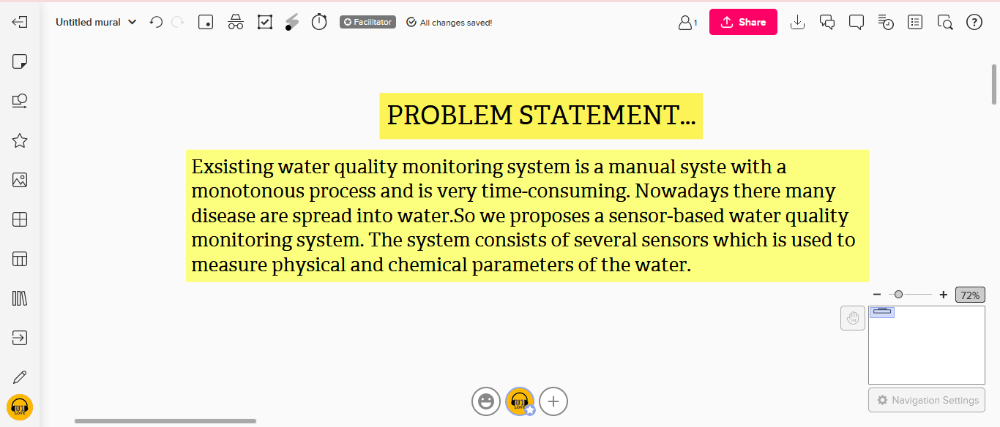 Untitled mural
Facilitator
All changes saved!
1
Share
?
PROBLEM STATEMENT...
Exsisting water quality monitoring system is a manual syste with a
monotonous process and is very time-consuming. Nowadays there many
disease are spread into water.So we proposes a sensor-based water quality
monitoring system. The system consists of several sensors which is used to
measure physical and chemical parameters of the water.
72%
Navigation Settings